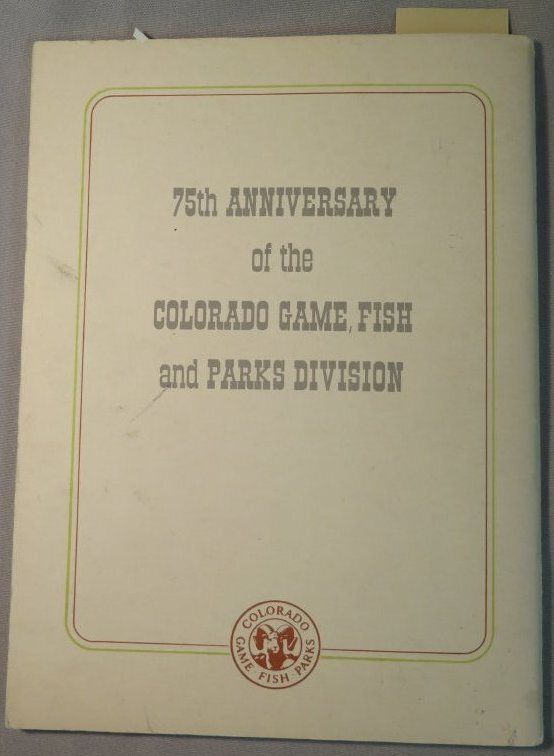 75th ANNIVERSARY
of the
COLORADO GAME, FISH
and PARKS DIVISION
COLORADO
GAME · FISH · PARKS